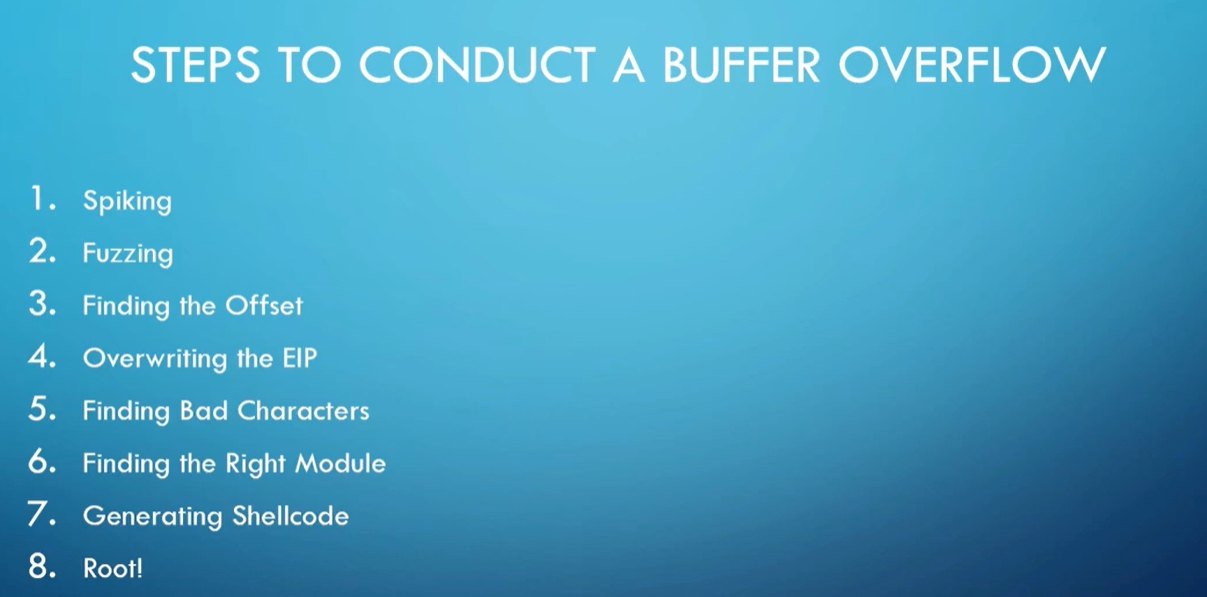 STEPS TO CONDUCT A BUFFER OVERFLOW
1. Spiking
2. Fuzzing
3. Finding the Offset
4. Overwriting the EIP
5. Finding Bad Characters
6. Finding the Right Module
7. Generating Shellcode
8. Root!